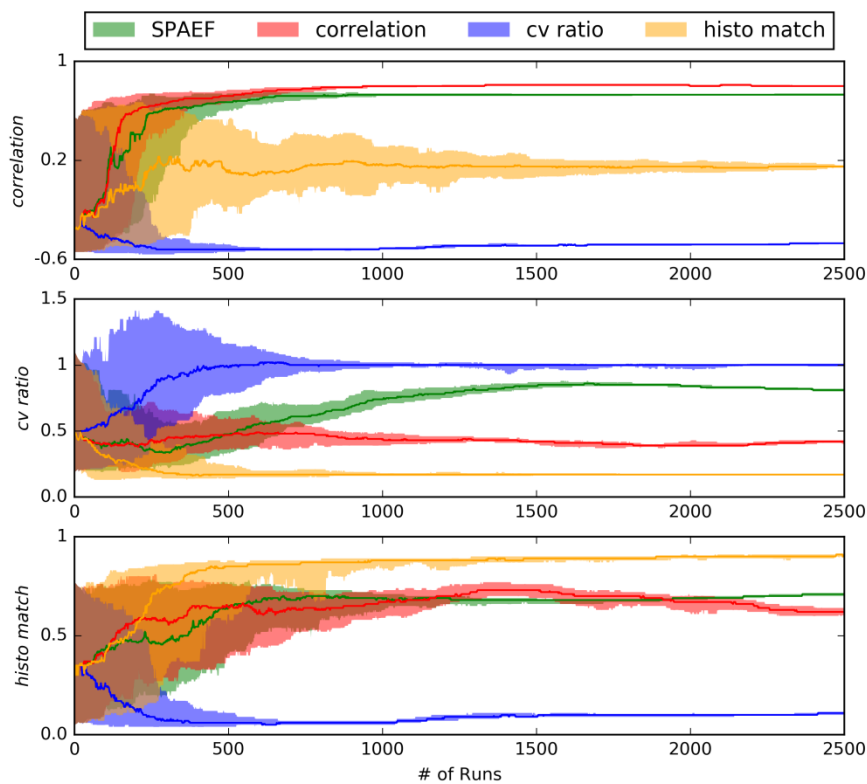 SPAEF correlation cv ratio histo match
1
0.2
-0.6
correlation
0 500 1000 1500 2000 2500
1.5
1.0
0.5
0.0
cv ratio
0 500 1000 1500 2000 2500
1
0.5
0.0
histo match
0 500 1000 1500 2000 2500
# of Runs